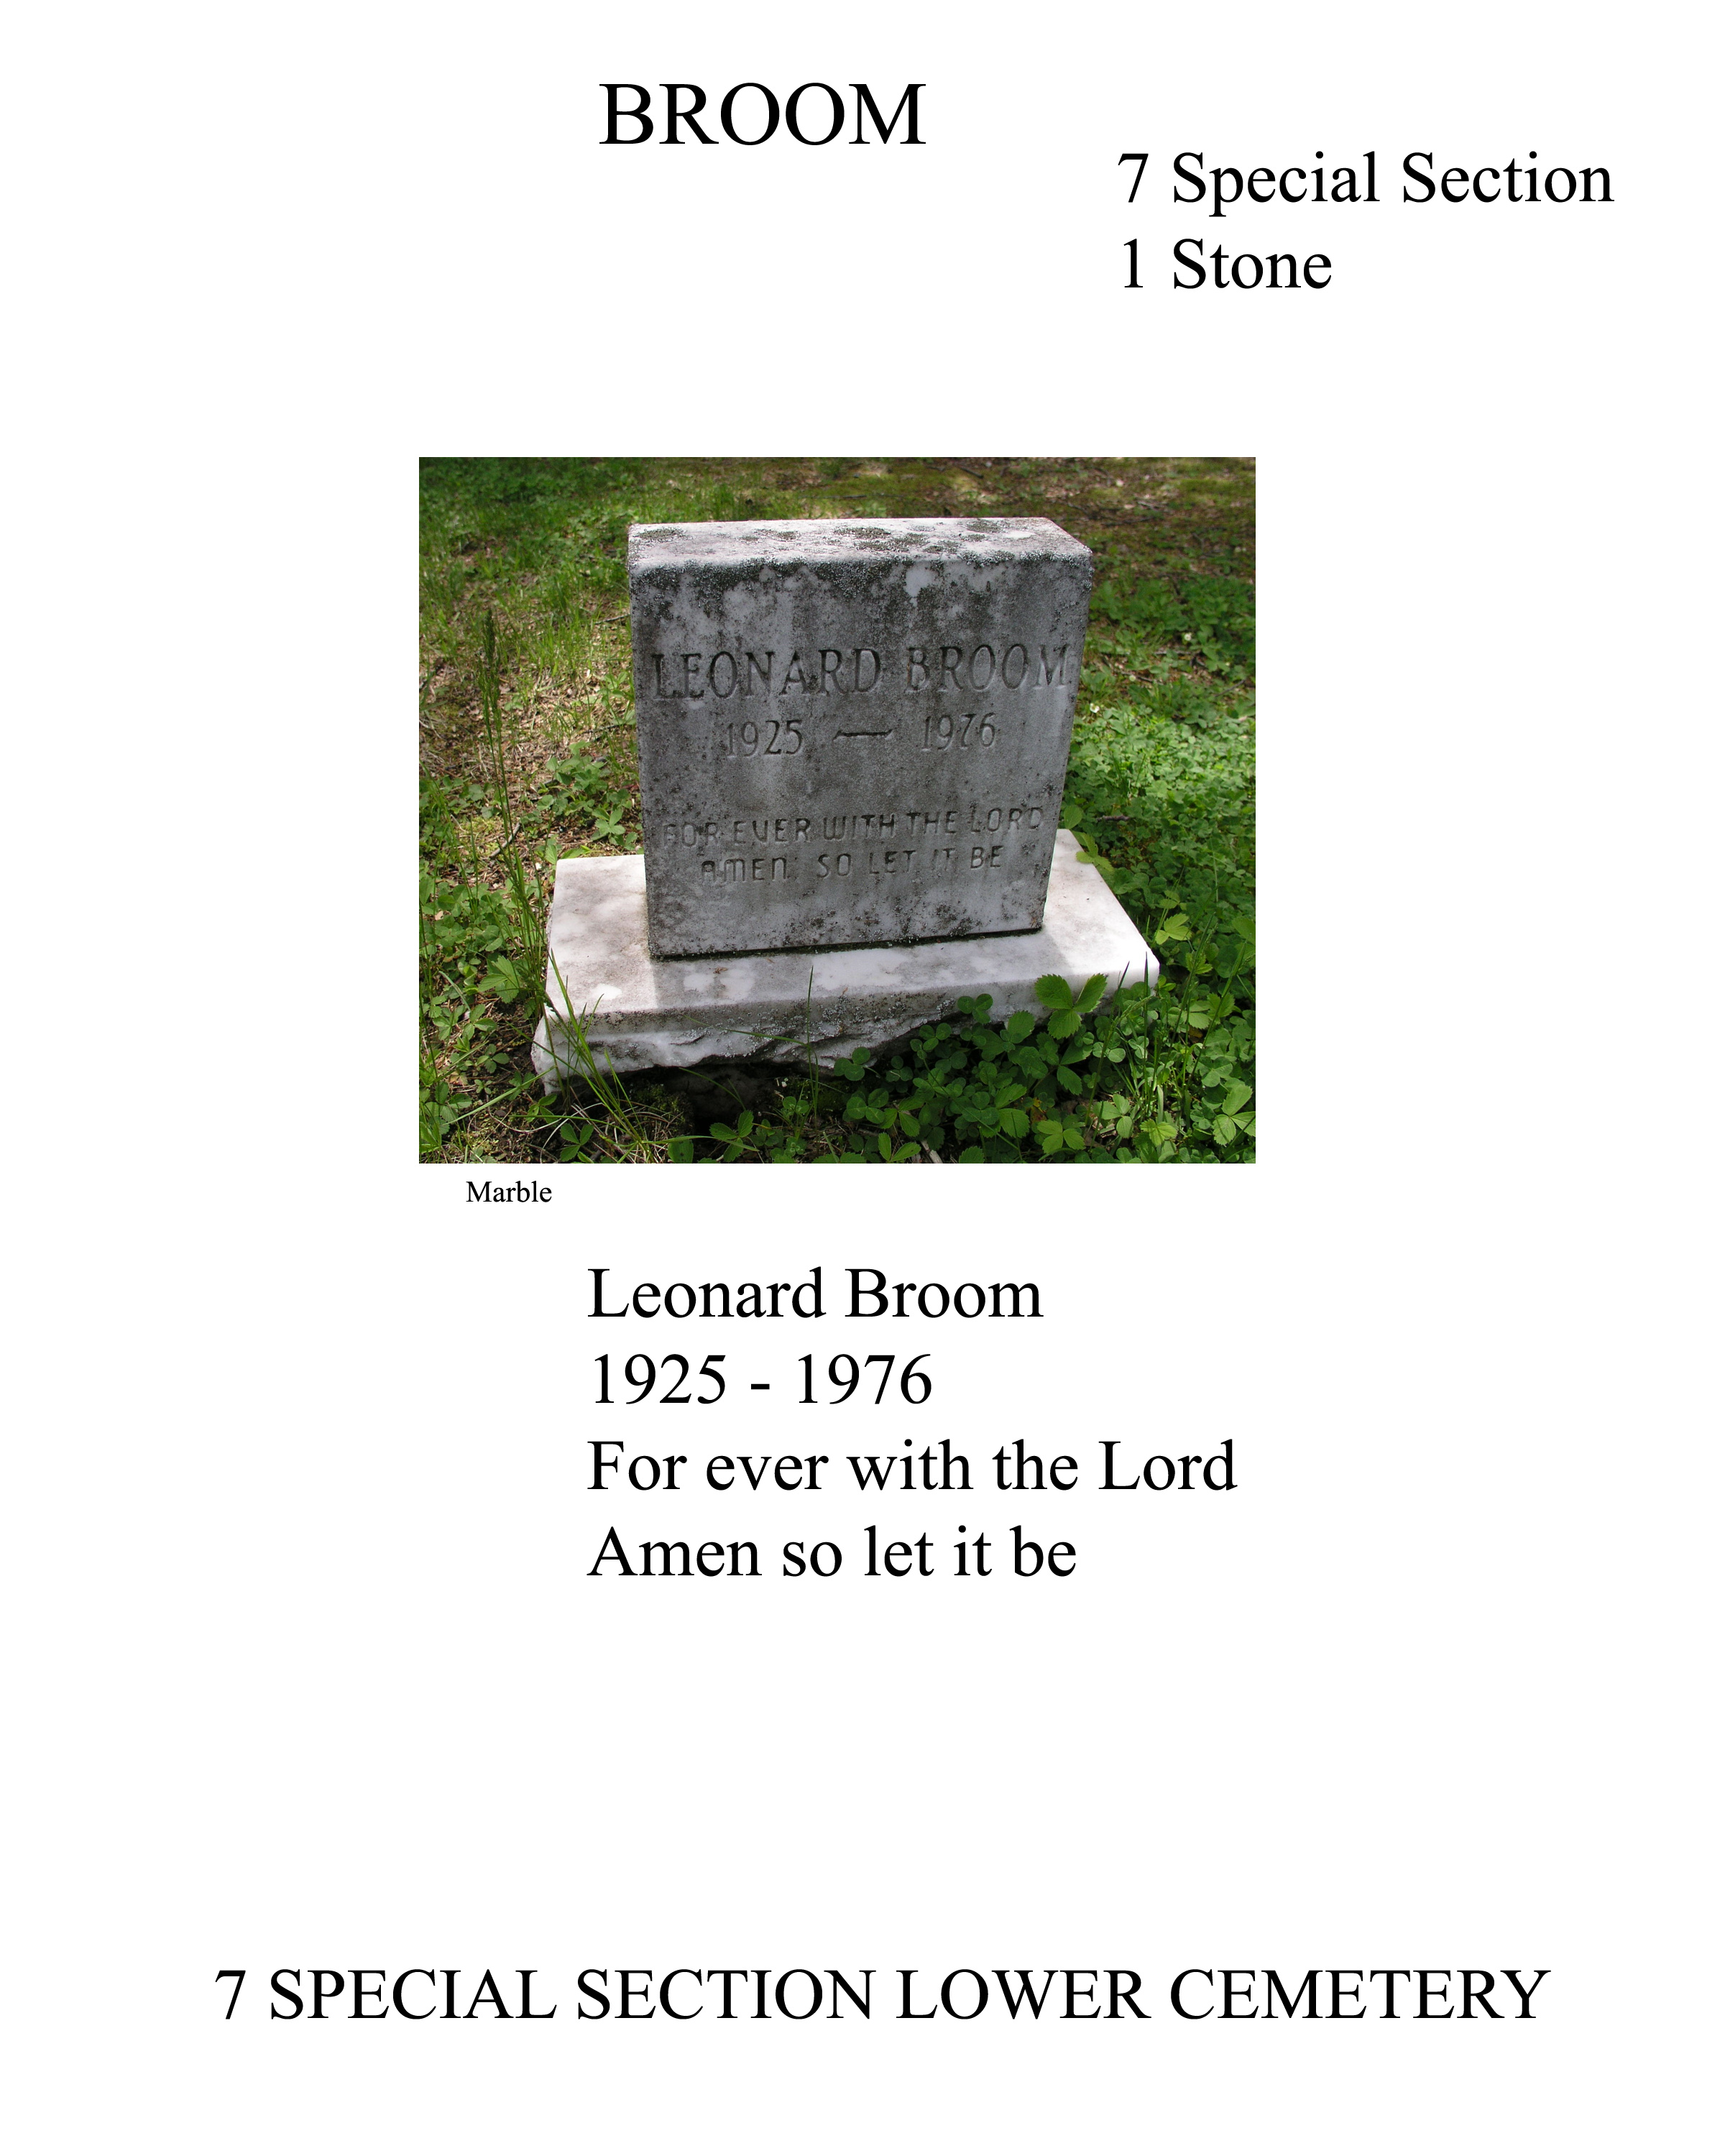 BROOM
7 Special Section
1 Stone
LEONARD BROOM
1925 — 1976
FOR EVER WITH THE LORD
AMEN. SO LET IT BE
Marble
Leonard Broom
1925 - 1976
For ever with the Lord
Amen so let it be
7 SPECIAL SECTION LOWER CEMETERY